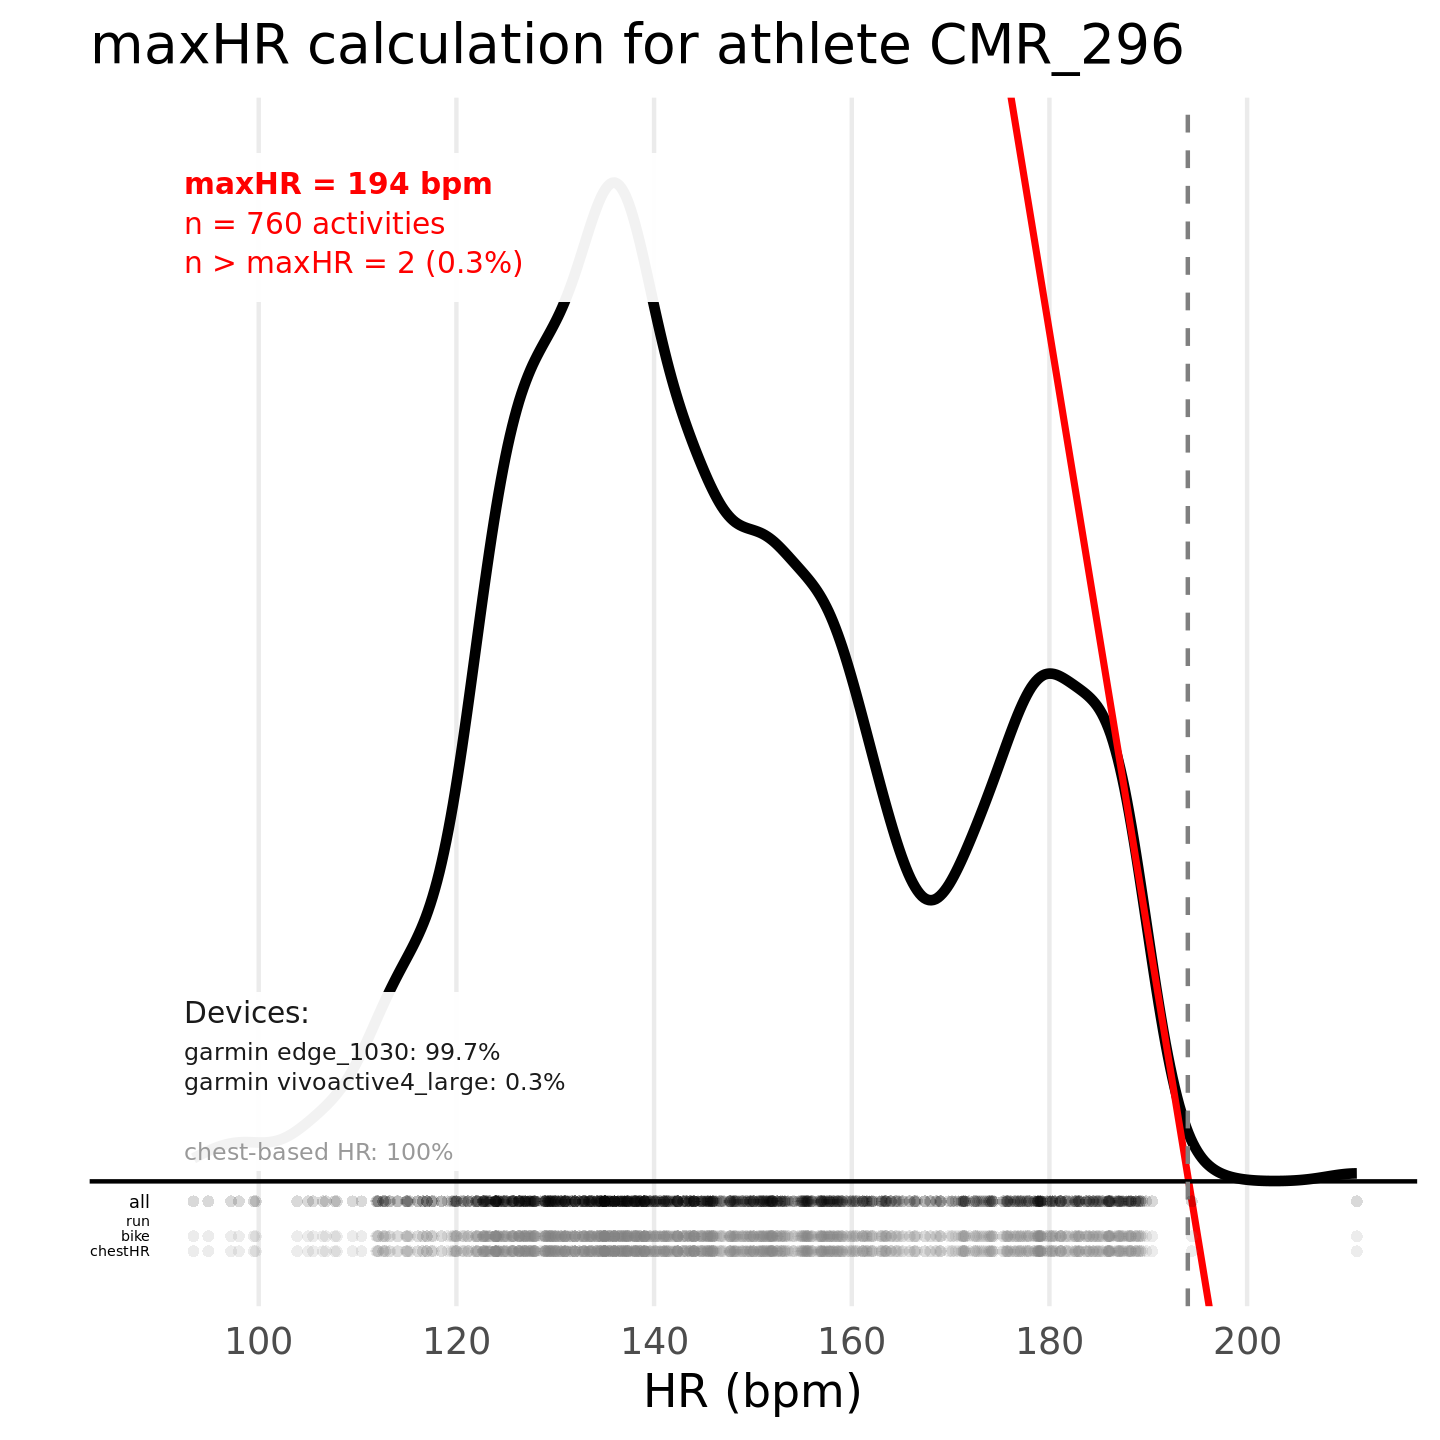 maxHR calculation for athlete CMR_296
maxHR = 194 bpm
n = 760 activities
n > maxHR = 2 (0.3%)
Devices:
garmin edge_1030: 99.7%
garmin vivoactive4_large: 0.3%
chest-based HR: 100%
all
run
bike
chestHR
100 120 140 160 180 200
HR (bpm)